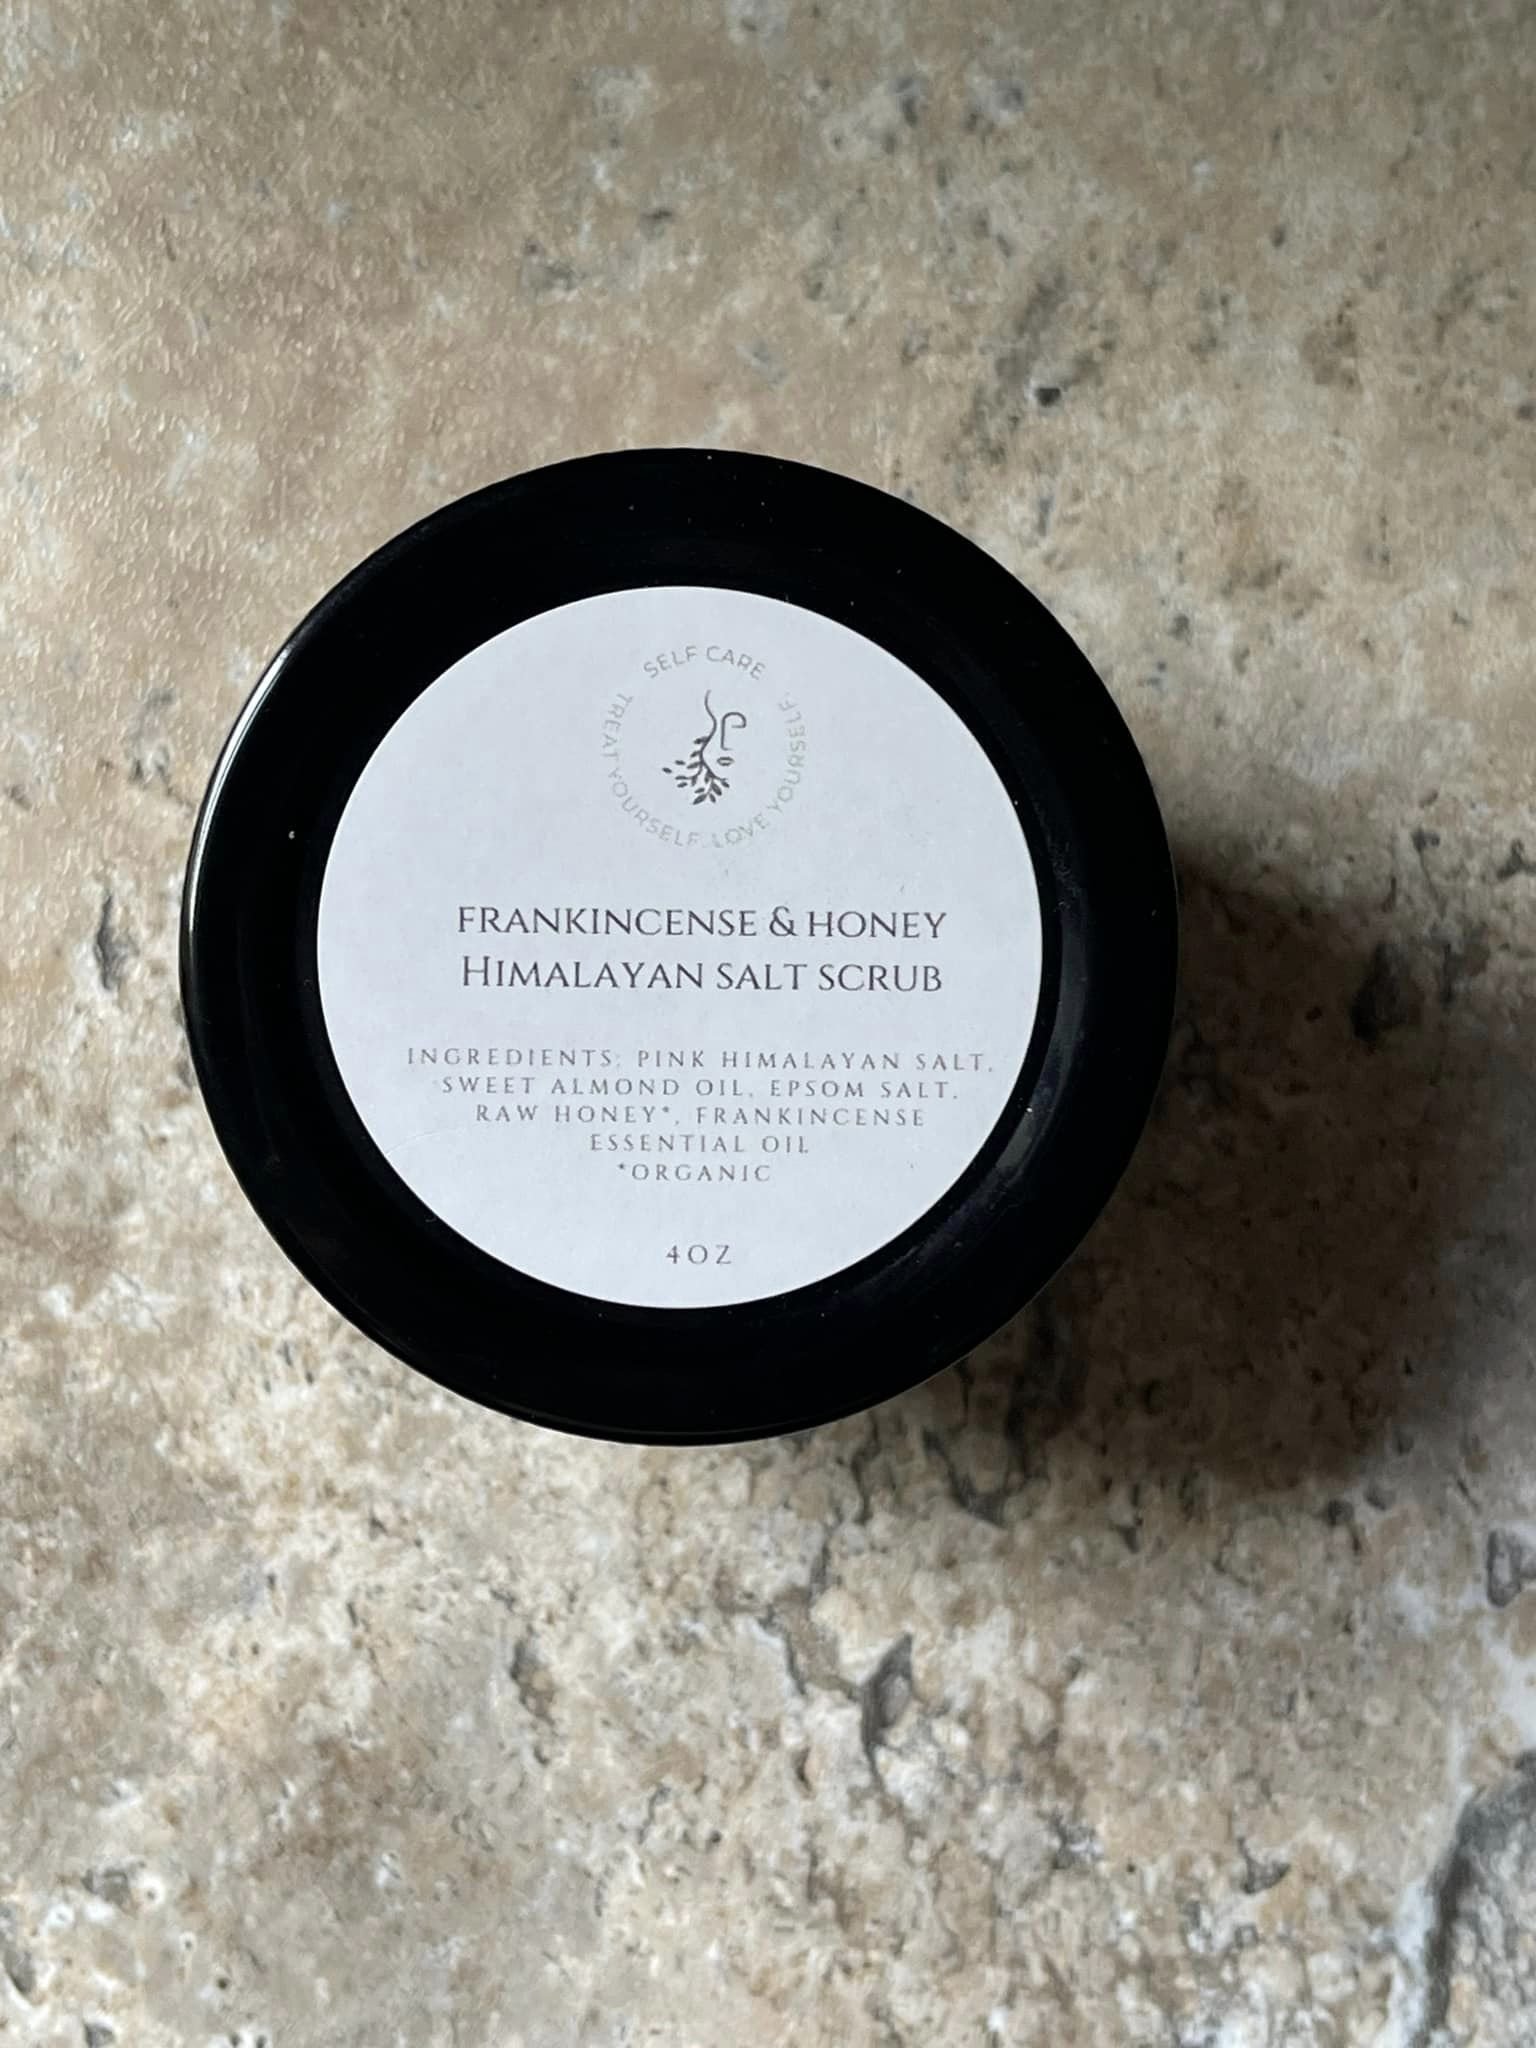 SELF CARE
TREAT YOURSELF. LOVE YOURSELF.
FRANKINCENSE & HONEY
HIMALAYAN SALT SCRUB
INGREDIENTS: PINK HIMALAYAN SALT,
SWEET ALMOND OIL, EPSOM SALT,
RAW HONEY*, FRANKINCENSE
ESSENTIAL OIL
*ORGANIC
4OZ